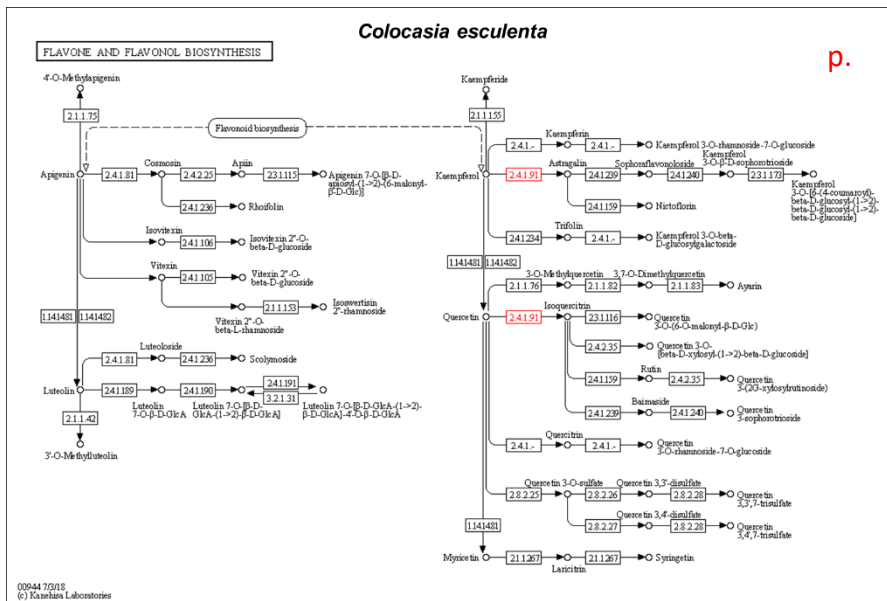 Colocasia esculenta
p.
FLAVONE AND FLAVONOL BIOSYNTHESIS
4'-O-Methylapigenin
2.1.1.75
Flavonoid biosynthesis
Apigenin
2.4.1.81
Cosmosin
2.4.2.25
Apiin
2.3.1.115
Apigenin 7-O-[β-D-
apiosyl-(1->2)-(6-malonyl-
β-D-Glc)]
2.4.1.236
Rhoifolin
Isovitexin
2.4.1.106
Isovitexin 2"-O-
beta-D-glucoside
Vitexin
2.4.1.105
Vitexin 2"-O-
beta-D-glucoside
Vitexin 2"-O-
beta-L-rhamnoside
2.1.1.153
Isoswertisin
2"-rhamnoside
1.14.14.81
1.14.14.82
2.4.1.81
Luteoloside
2.4.1.236
Scolymoside
Luteolin
2.4.1.189
Luteolin
7-O-β-D-GlcA
2.4.1.190
Luteolin 7-O-[β-D-
GlcA-(1->2)-β-D-GlcA]
2.4.1.191
3.2.1.31
Luteolin 7-O-[β-D-GlcA-(1->2)-
β-D-GlcA]-4'-O-β-D-GlcA
2.1.1.42
3'-O-Methylluteolin
Kaempferide
2.1.1.155
Kaempferin
2.4.1.-
2.4.1.-
Kaempferol 3-O-rhamnoside-7-O-glucoside
Kaempferol
2.4.1.91
Astragalin
2.4.1.239
Sophoraflavonoloside
2.4.1.240
Kaempferol
3-O-β-D-sophorotrioside
2.3.1.173
Kaempferol
3-O-[6-(4-coumaroyl)-
beta-D-glucosyl-(1->2)-
beta-D-glucosyl-(1->2)-
beta-D-glucoside]
2.4.1.159
Nictoflorin
Trifolin
2.4.1.234
2.4.1.-
Kaempferol 3-O-beta-
D-glucosylgalactoside
1.14.14.81
1.14.14.82
3-O-Methylquercetin
3,7-O-Dimethylquercetin
2.1.1.76
2.1.1.82
2.1.1.83
Ayarin
Quercetin
2.4.1.91
Isoquercitrin
2.3.1.116
Quercetin
3-O-(6-O-malonyl-β-D-Glc)
2.4.2.35
Quercetin 3-O-
[beta-D-xylosyl-(1->2)-beta-D-glucoside]
2.4.1.159
Rutin
2.4.2.35
Quercetin
3-(2G-xylosylrutinoside)
Baimaside
2.4.1.239
2.4.1.240
Quercetin
3-sophorotrioside
2.4.1.-
Quercitrin
2.4.1.-
Quercetin
3-O-rhamnoside-7-O-glucoside
Quercetin 3-O-sulfate
Quercetin 3,3'-disulfate
2.8.2.25
2.8.2.26
2.8.2.28
Quercetin
3,3',7-trisulfate
Quercetin 3,4'-disulfate
2.8.2.27
2.8.2.28
Quercetin
3,4',7-trisulfate
1.14.14.81
Myricetin
2.1.1.267
Laricitrin
2.1.1.267
Syringetin
00944 7/3/18
(c) Kanehisa Laboratories